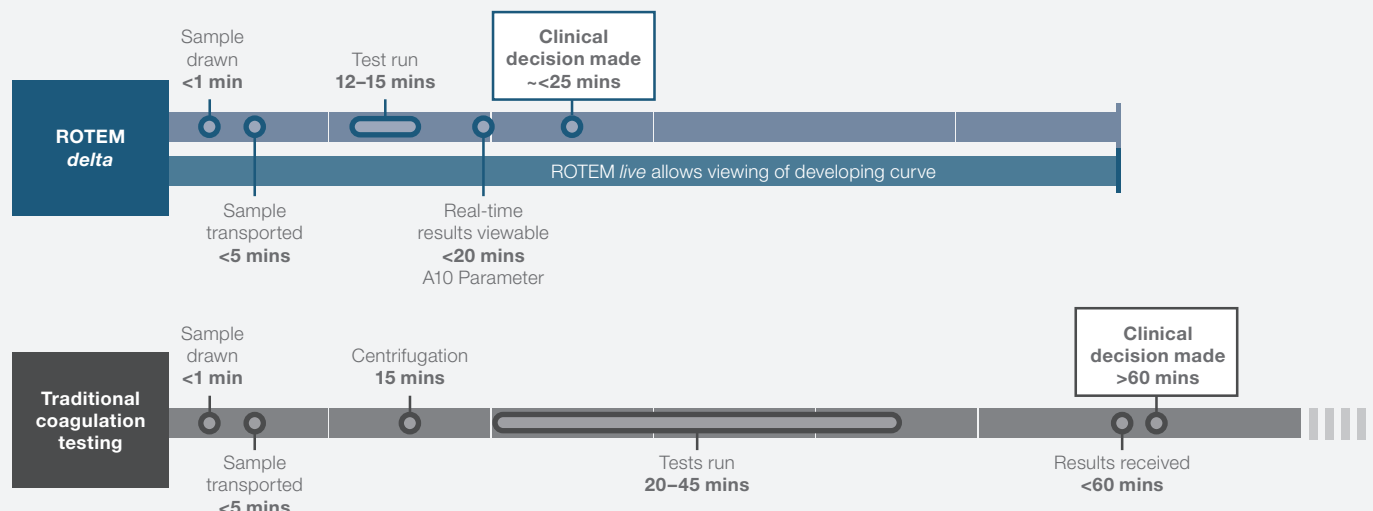 Sample
drawn
<1 min
Test run
12–15 mins
Clinical
decision made
~<25 mins
ROTEM
delta
ROTEM live allows viewing of developing curve
Sample
transported
<5 mins
Real-time
results viewable
<20 mins
A10 Parameter
Sample
drawn
<1 min
Centrifugation
15 mins
Clinical
decision made
>60 mins
Traditional
coagulation
testing
Sample
transported
<5 mins
Tests run
20–45 mins
Results received
<60 mins